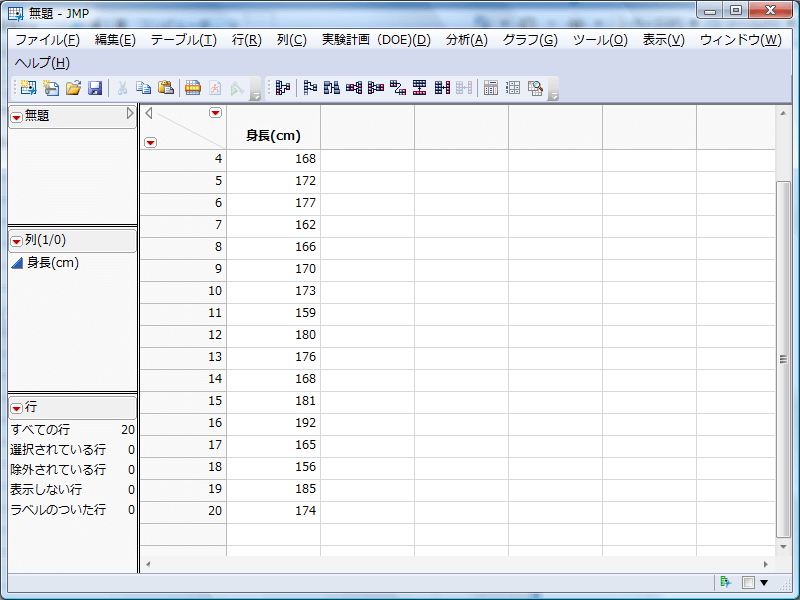 無題 - JMP
ファイル(F) 編集(E) テーブル(T) 行(R) 列(C) 実験計画（DOE)(D) 分析(A) グラフ(G) ツール(O) 表示(V) ウィンドウ(W)
ヘルプ(H)
無題
列(1/0)
身長(cm)
行
すべての行 20
選択されている行 0
除外されている行 0
表示しない行 0
ラベルのついた行 0
身長(cm)
4 168
5 172
6 177
7 162
8 166
9 170
10 173
11 159
12 180
13 176
14 168
15 181
16 192
17 165
18 156
19 185
20 174